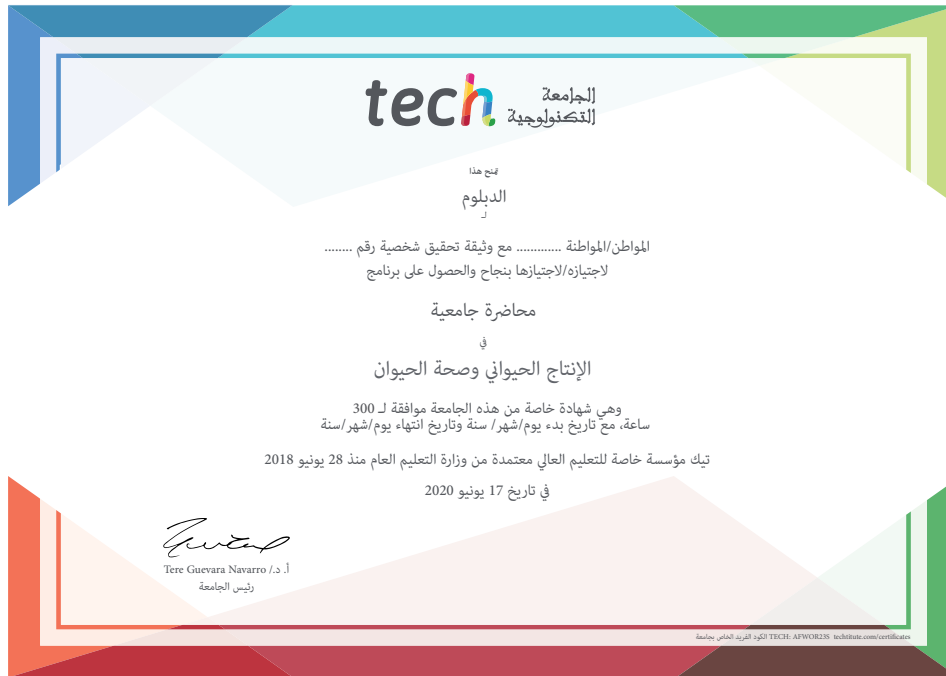 tech الجامعة
التكنولوجية
يمنح هذا
الدبلوم
لـ
المواطن/المواطنة ............. مع وثيقة تحقيق شخصية رقم ........
لاجتيازه/لاجتيازها بنجاح والحصول على برنامج
محاضرة جامعية
في
الإنتاج الحيواني وصحة الحيوان
وهي شهادة خاصة من هذه الجامعة موافقة لـ 300
ساعة، مع تاريخ بدء يوم/شهر/ سنة وتاريخ انتهاء يوم/شهر/سنة
تيك مؤسسة خاصة للتعليم العالي معتمدة من وزارة التعليم العام منذ 28 يونيو 2018
في تاريخ 17 يونيو 2020
أ. د./ Tere Guevara Navarro
رئيس الجامعة
الكود الفريد الخاص بجامعة TECH: AFWOR23S techtitute.com/certificates